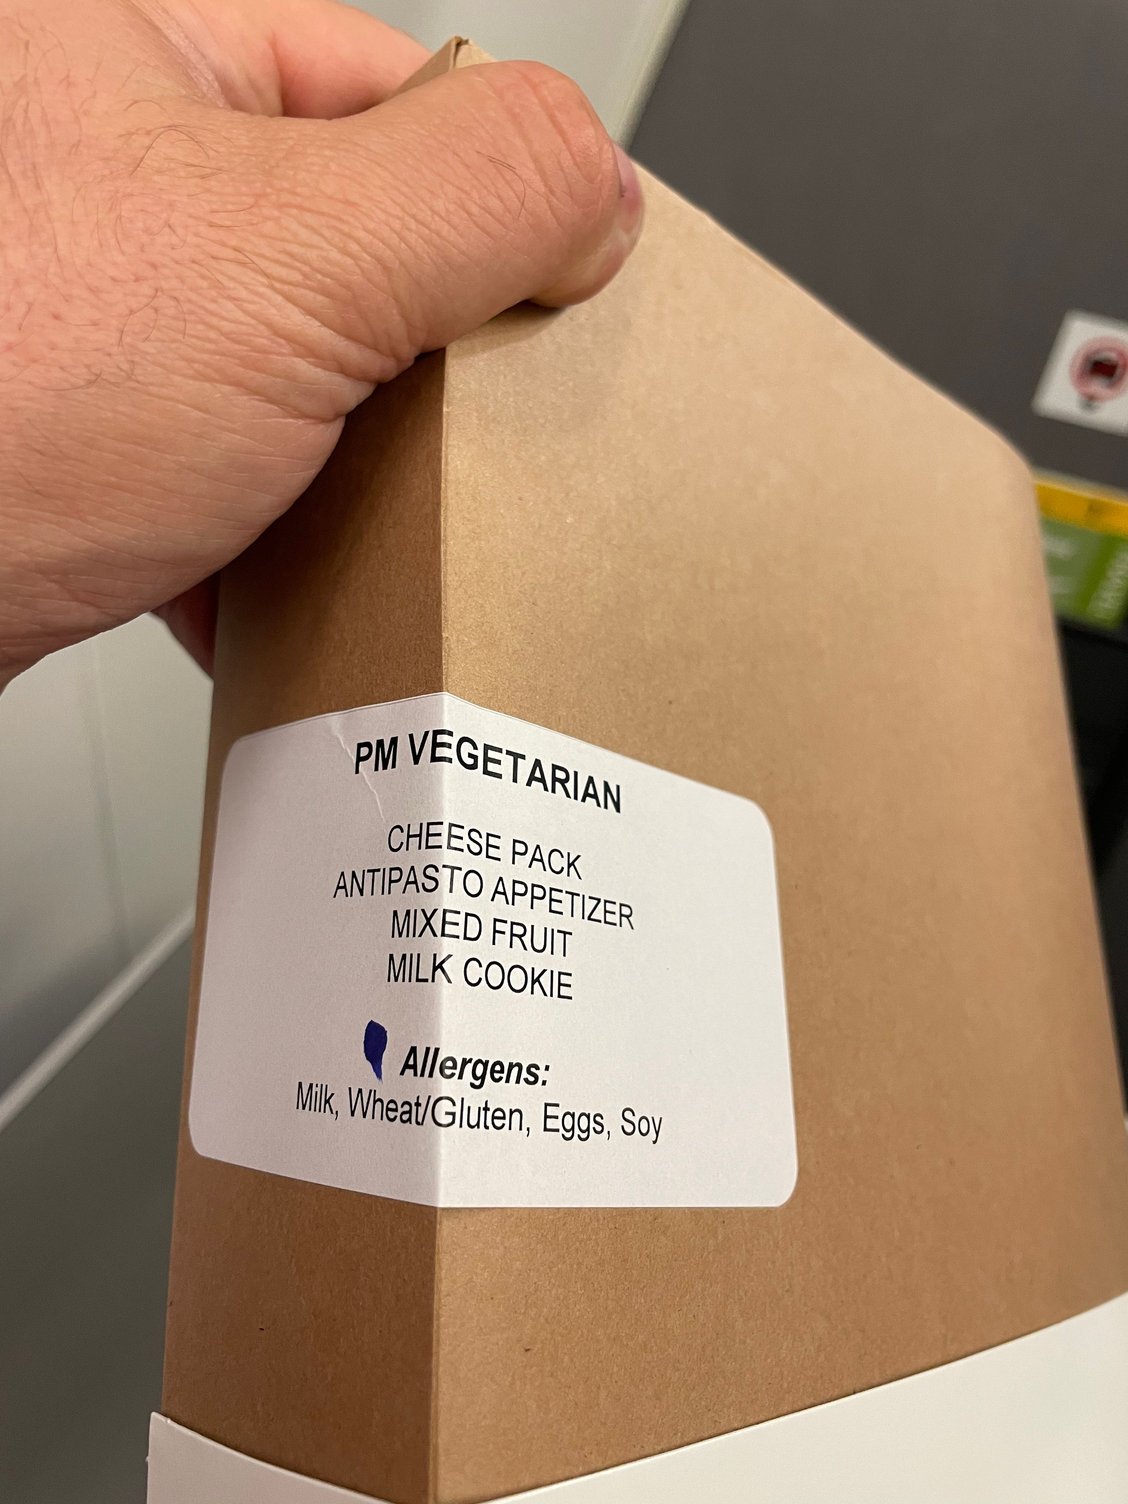 PM VEGETARIAN
CHEESE PACK
ANTIPASTO APPETIZER
MIXED FRUIT
MILK COOKIE
Allergens:
Milk, Wheat/Gluten, Eggs, Soy